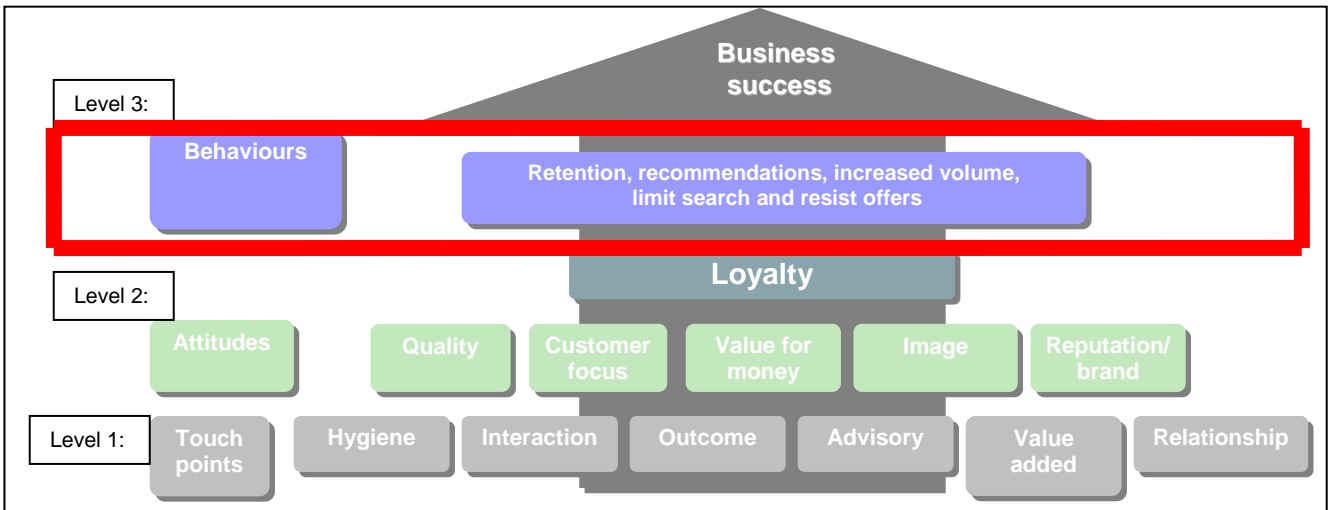 Business
success
Level 3:
Behaviours
Retention, recommendations, increased volume,
limit search and resist offers
Loyalty
Level 2:
Attitudes
Quality
Customer
focus
Value for
money
Image
Reputation/
brand
Level 1:
Touch
points
Hygiene
Interaction
Outcome
Advisory
Value
added
Relationship